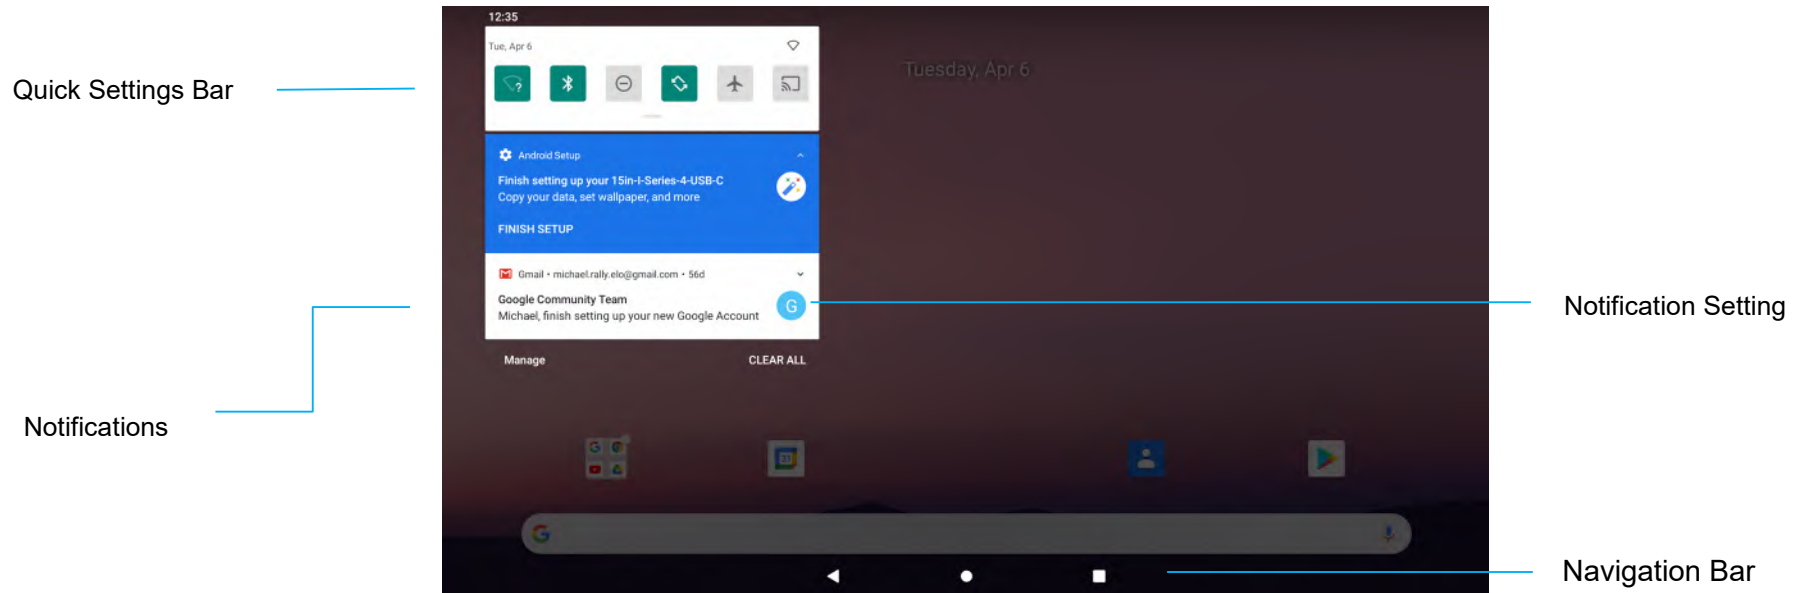 12:35
Tue, Apr 6
Tuesday, Apr 6
Quick Settings Bar
Android Setup
Finish setting up your 15in-I-Series-4-USB-C
Copy your data, set wallpaper, and more
FINISH SETUP
Gmail • michael.rally.elo@gmail.com • 56d
Google Community Team
Michael, finish setting up your new Google Account
G
Notification Setting
Manage
CLEAR ALL
Notifications
31
G
Navigation Bar